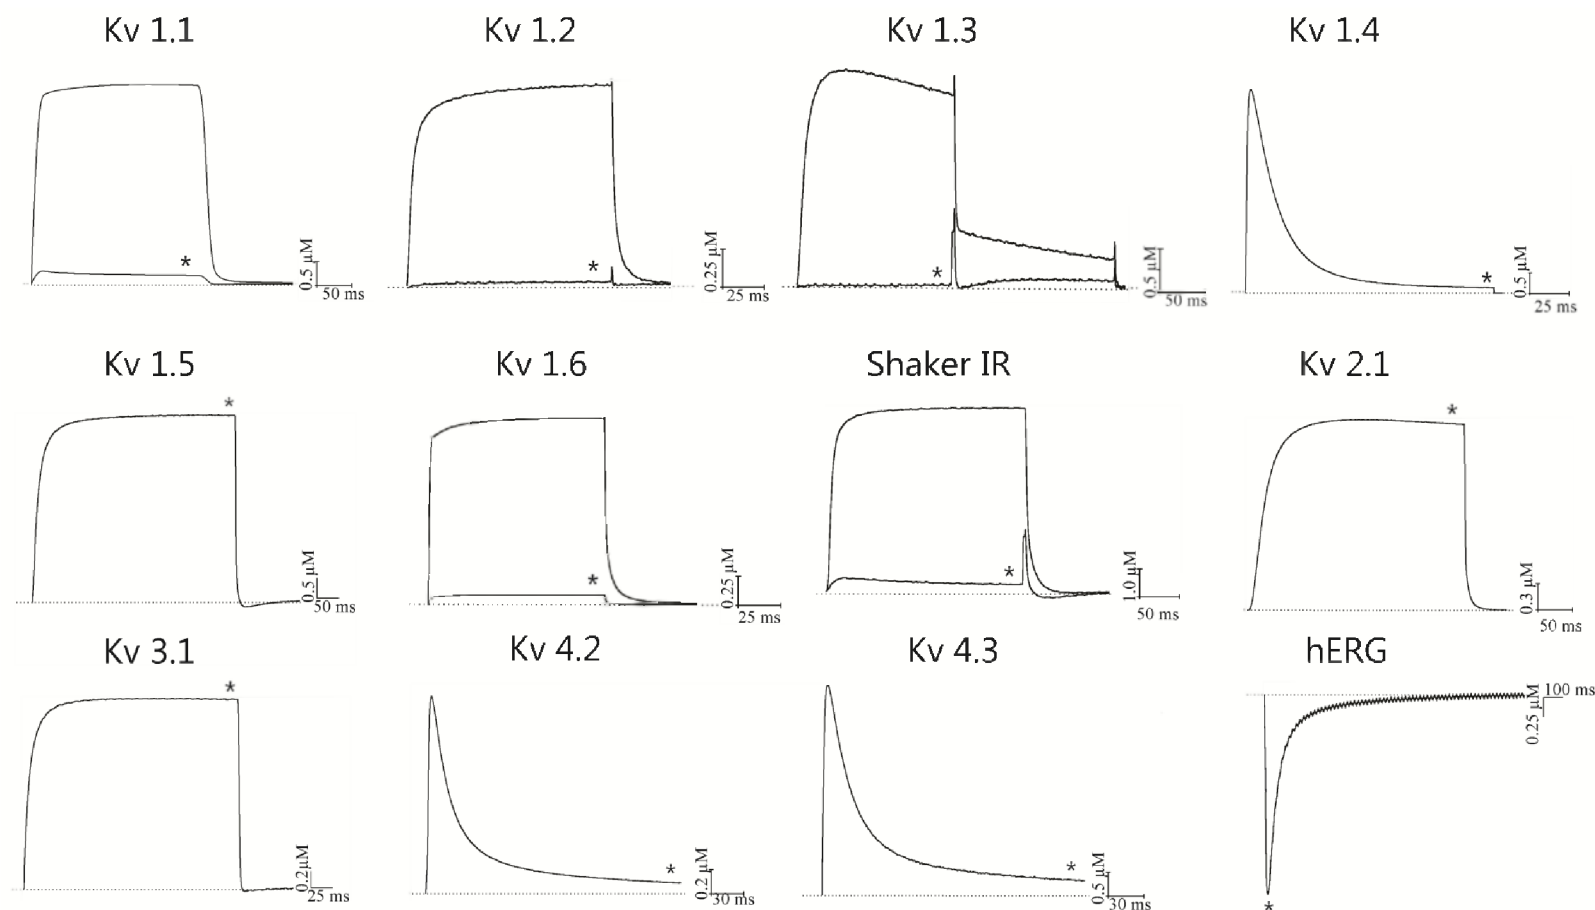 Kv 1.1
Kv 1.2
Kv 1.3
Kv 1.4
*
0.5 µM
50 ms
*
0.25 µM
25 ms
*
0.5 µM
50 ms
*
0.5 µM
25 ms
Kv 1.5
Kv 1.6
Shaker IR
Kv 2.1
*
0.5 µM
50 ms
*
0.25 µM
25 ms
*
1.0 µM
50 ms
*
0.3 µM
50 ms
Kv 3.1
Kv 4.2
Kv 4.3
hERG
*
0.2µM
25 ms
*
0.2 µM
30 ms
*
0.5 µM
30 ms
100 ms
0.25 µM
*